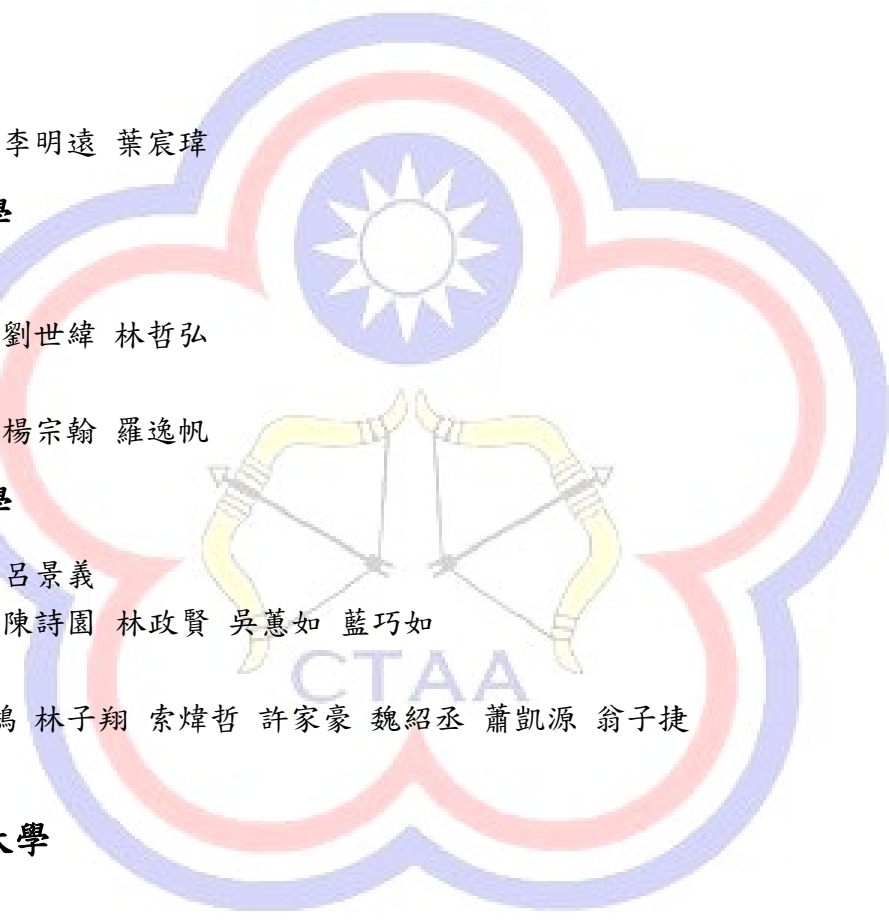 李明遠 葉宸瑋
學
劉世緯 林哲弘
楊宗翰 羅逸帆
學
呂景義
陳詩園 林政賢 吳蕙如 藍巧如
林子翔 索煒哲 許家豪 魏紹丞 蕭凱源 翁子捷
大學
CTAA